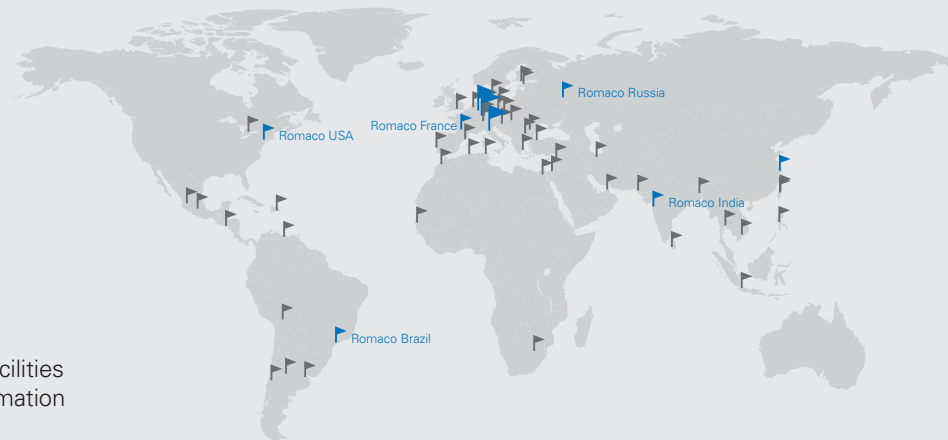 Romaco Russia
Romaco France
Romaco USA
Romaco India
Romaco Brazil
cilities
mation